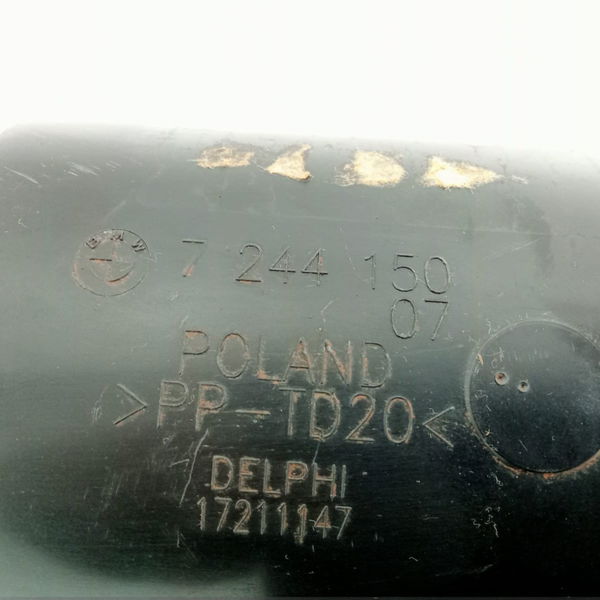 BMW 7 244 150
07
POLAND
>PP-TD20<
DELPHI
17211147